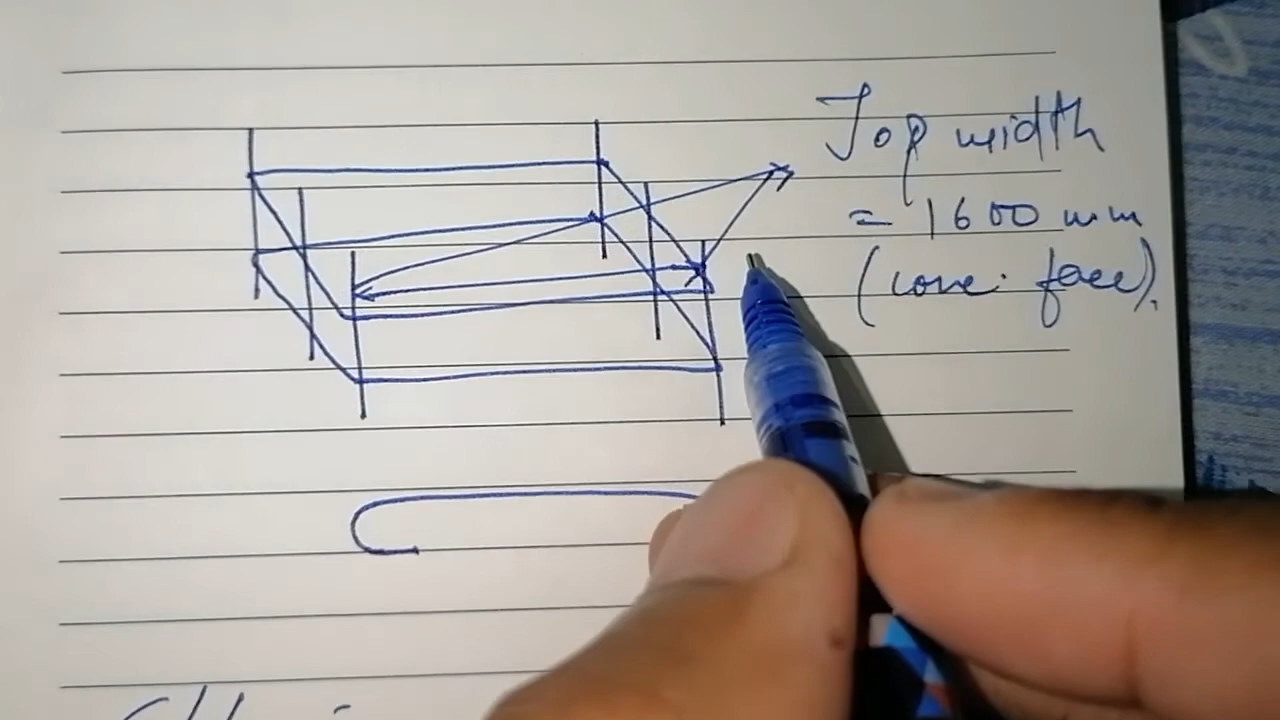 Top width
= 1600 mm
(conc. face).